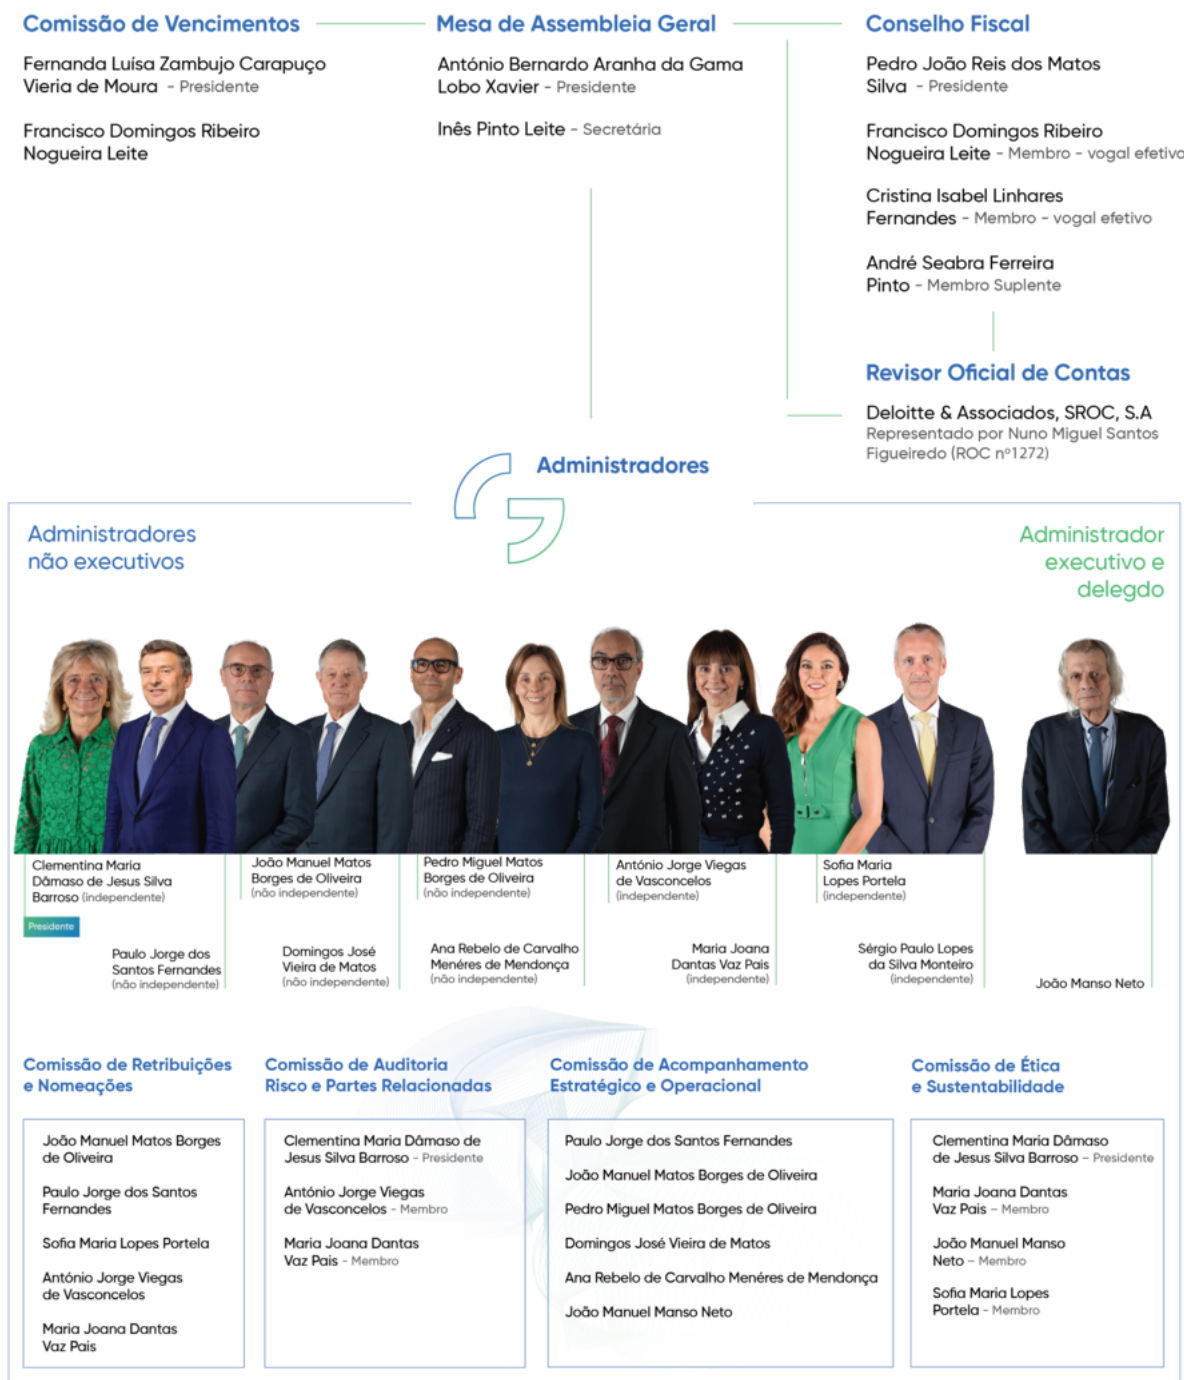 Comissão de Vencimentos
Fernanda Luísa Zambujo Carapuço
Vieria de Moura - Presidente
Francisco Domingos Ribeiro
Nogueira Leite
Mesa de Assembleia Geral
António Bernardo Aranha da Gama
Lobo Xavier - Presidente
Inês Pinto Leite - Secretária
Conselho Fiscal
Pedro João Reis dos Matos
Silva - Presidente
Francisco Domingos Ribeiro
Nogueira Leite - Membro - vogal efetivo
Cristina Isabel Linhares
Fernandes - Membro - vogal efetivo
André Seabra Ferreira
Pinto - Membro Suplente
Revisor Oficial de Contas
Deloitte & Associados, SROC, S.A
Representado por Nuno Miguel Santos
Figueiredo (ROC nº1272)
Administradores
Administradores
não executivos
Administrador
executivo e
delegdo
Clementina Maria
Dâmaso de Jesus Silva
Barroso (independente)
Presidente
Paulo Jorge dos
Santos Fernandes
(não independente)
João Manuel Matos
Borges de Oliveira
(não independente)
Domingos José
Vieira de Matos
(não independente)
Pedro Miguel Matos
Borges de Oliveira
(não independente)
Ana Rebelo de Carvalho
Menéres de Mendonça
(não independente)
António Jorge Viegas
de Vasconcelos
(independente)
Maria Joana
Dantas Vaz Pais
(independente)
Sofia Maria
Lopes Portela
(independente)
Sérgio Paulo Lopes
da Silva Monteiro
(independente)
João Manso Neto
Comissão de Retribuições
e Nomeações
João Manuel Matos Borges
de Oliveira
Paulo Jorge dos Santos
Fernandes
Sofia Maria Lopes Portela
António Jorge Viegas
de Vasconcelos
Maria Joana Dantas
Vaz Pais
Comissão de Auditoria
Risco e Partes Relacionadas
Clementina Maria Dâmaso de
Jesus Silva Barroso - Presidente
António Jorge Viegas
de Vasconcelos - Membro
Maria Joana Dantas
Vaz Pais - Membro
Comissão de Acompanhamento
Estratégico e Operacional
Paulo Jorge dos Santos Fernandes
João Manuel Matos Borges de Oliveira
Pedro Miguel Matos Borges de Oliveira
Domingos José Vieira de Matos
Ana Rebelo de Carvalho Menéres de Mendonça
João Manuel Manso Neto
Comissão de Ética
e Sustentabilidade
Clementina Maria Dâmaso
de Jesus Silva Barroso – Presidente
Maria Joana Dantas
Vaz Pais – Membro
João Manuel Manso
Neto – Membro
Sofia Maria Lopes
Portela - Membro